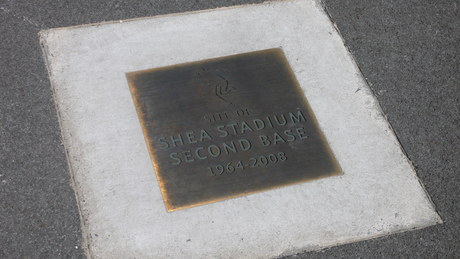 SITE OF
SHEA STADIUM
SECOND BASE
1964-2008